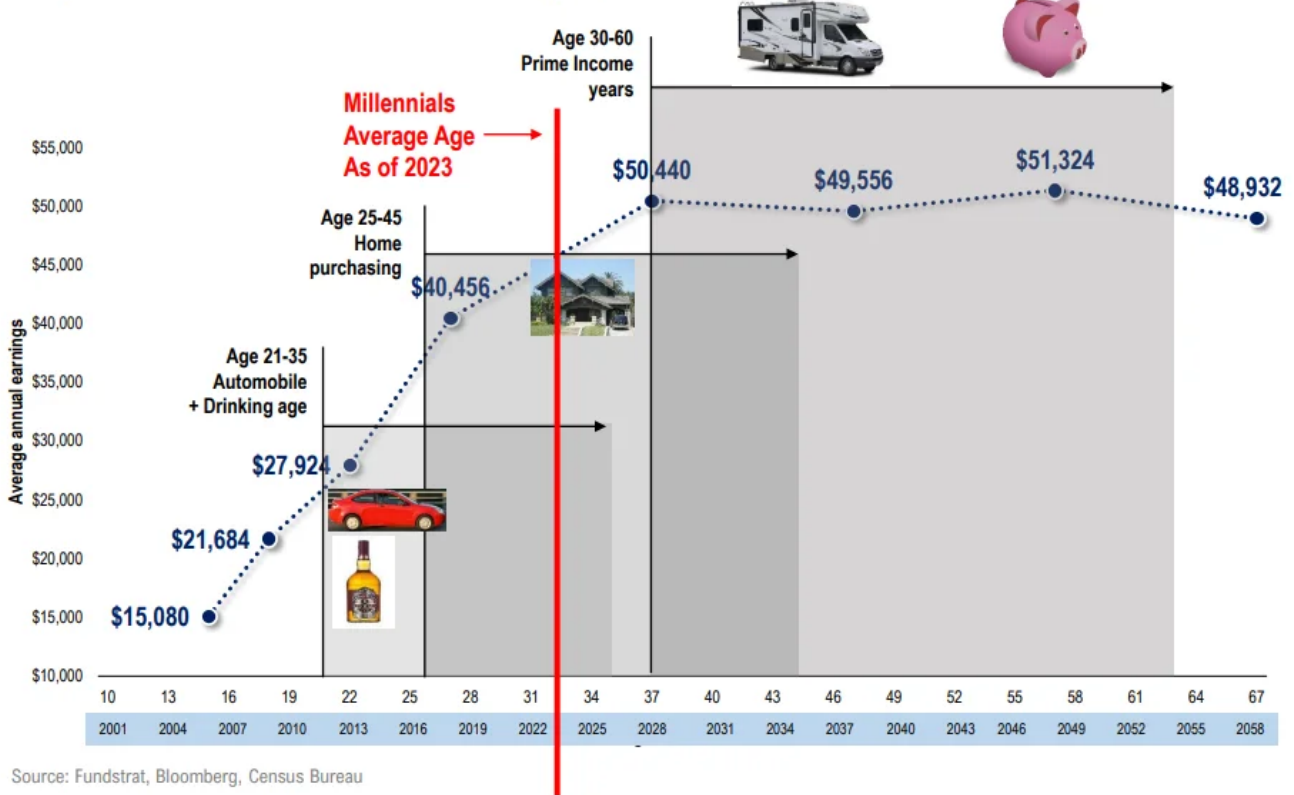 Age 30-60
Prime Income
years
Millennials
Average Age
As of 2023
$55,000
$50,440
$49,556
$51,324
$48,932
$50,000
Age 25-45
Home
purchasing
$45,000
$40,456
$40,000
Age 21-35
Automobile
+ Drinking age
$35,000
$30,000
$27,924
$25,000
$21,684
$20,000
$15,080
$15,000
$10,000
Average annual earnings
10 13 16 19 22 25 28 31 34 37 40 43 46 49 52 55 58 61 64 67
2001 2004 2007 2010 2013 2016 2019 2022 2025 2028 2031 2034 2037 2040 2043 2046 2049 2052 2055 2058
Source: Fundstrat, Bloomberg, Census Bureau